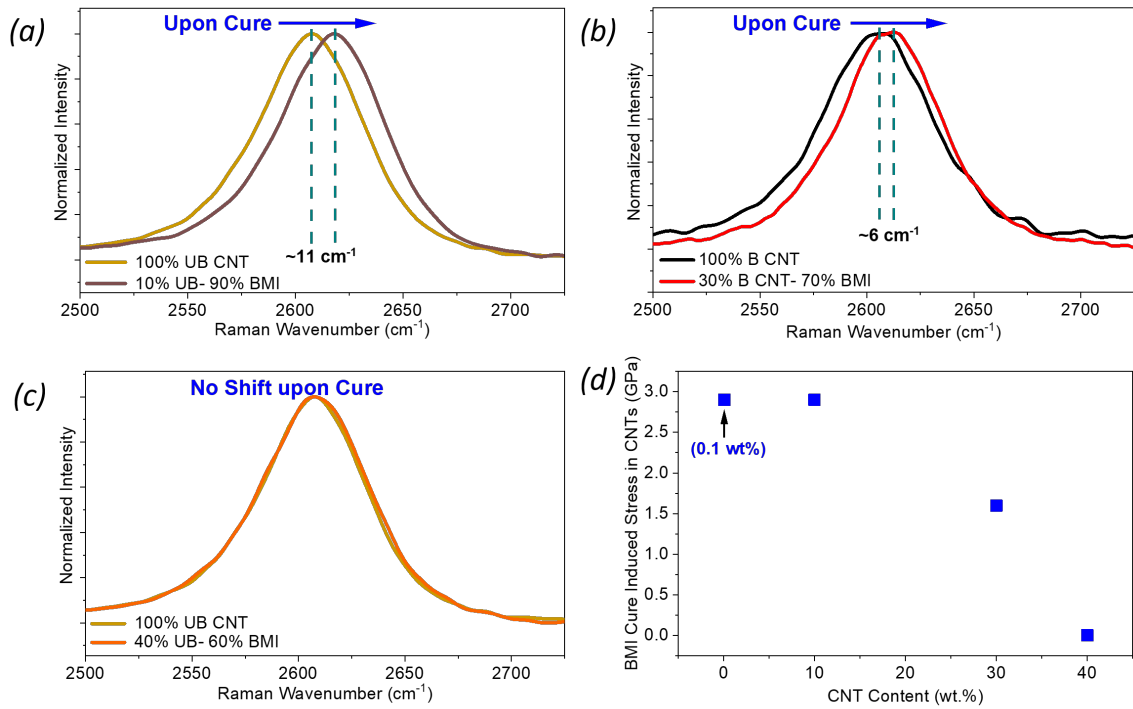 (a)
Upon Cure
Normalized Intensity
~11 cm⁻¹
100% UB CNT
10% UB- 90% BMI
2500 2550 2600 2650 2700
Raman Wavenumber (cm⁻¹)
(b)
Upon Cure
Normalized Intensity
~6 cm⁻¹
100% B CNT
30% B CNT- 70% BMI
2500 2550 2600 2650 2700
Raman Wavenumber (cm⁻¹)
(c)
No Shift upon Cure
Normalized Intensity
100% UB CNT
40% UB- 60% BMI
2500 2550 2600 2650 2700
Raman Wavenumber (cm⁻¹)
(d)
BMI Cure Induced Stress in CNTs (GPa)
3.0
2.5
2.0
1.5
1.0
0.5
0.0
(0.1 wt%)
0 10 20 30 40
CNT Content (wt.%)